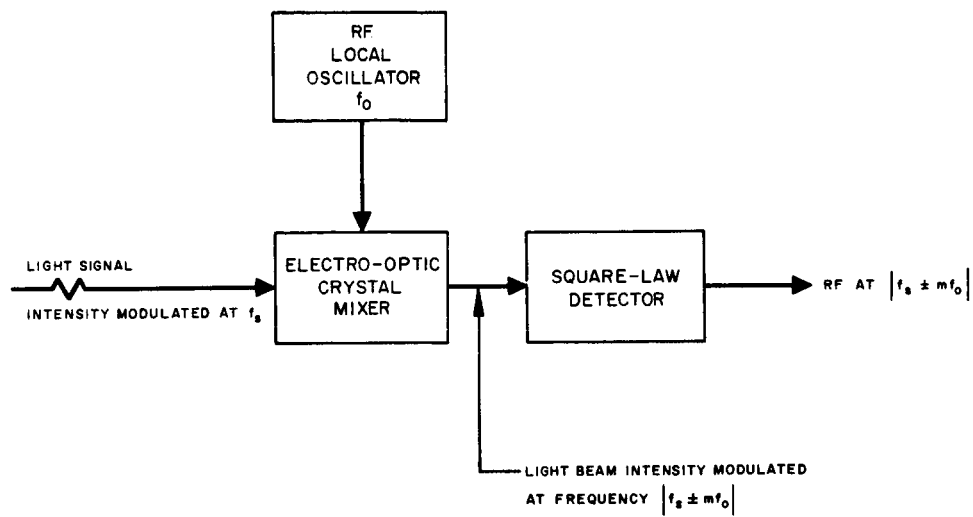 RF
LOCAL
OSCILLATOR
f₀
LIGHT SIGNAL
INTENSITY MODULATED AT fₛ
ELECTRO-OPTIC
CRYSTAL
MIXER
SQUARE-LAW
DETECTOR
RF AT |fₛ ± mf₀|
LIGHT BEAM INTENSITY MODULATED
AT FREQUENCY |fₛ ± mf₀|